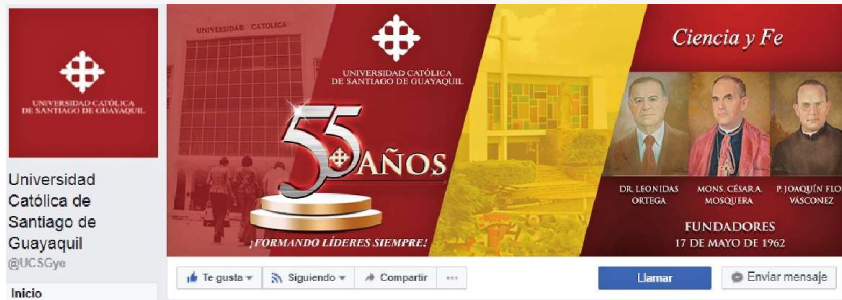 UNIVERSIDAD CATÓLICA
DE SANTIAGO DE GUAYAQUIL
Universidad
Católica de
Santiago de
Guayaquil
@UCSGye
Inicio
UNIVERSIDAD CATOLICA
UNIVERSIDAD CATÓLICA
DE SANTIAGO DE GUAYAQUIL
55 AÑOS
¡FORMANDO LÍDERES SIEMPRE!
Ciencia y Fe
DR. LEONIDAS
ORTEGA
MONS. CÉSAR A.
MOSQUERA
P. JOAQUÍN FLO
VÁSCONEZ
FUNDADORES
17 DE MAYO DE 1962
Te gusta
Siguiendo
Compartir
Llamar
Enviar mensaje